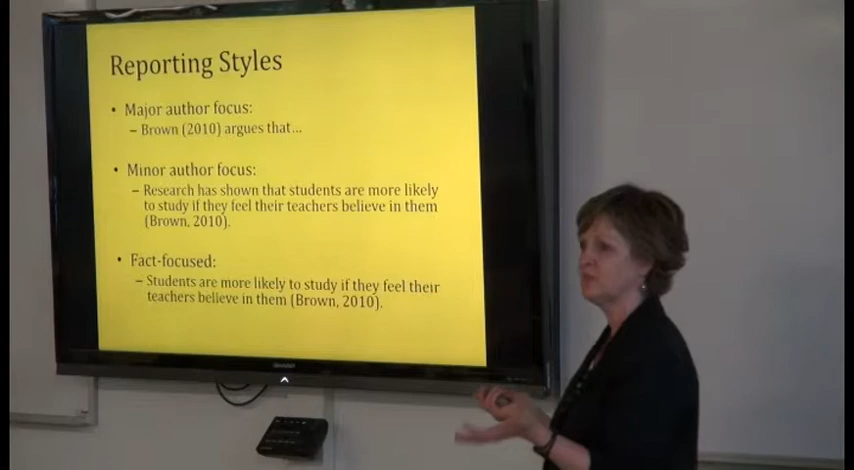 Reporting Styles
• Major author focus:
– Brown (2010) argues that...
• Minor author focus:
– Research has shown that students are more likely
to study if they feel their teachers believe in them
(Brown, 2010).
• Fact-focused:
– Students are more likely to study if they feel their
teachers believe in them (Brown, 2010).